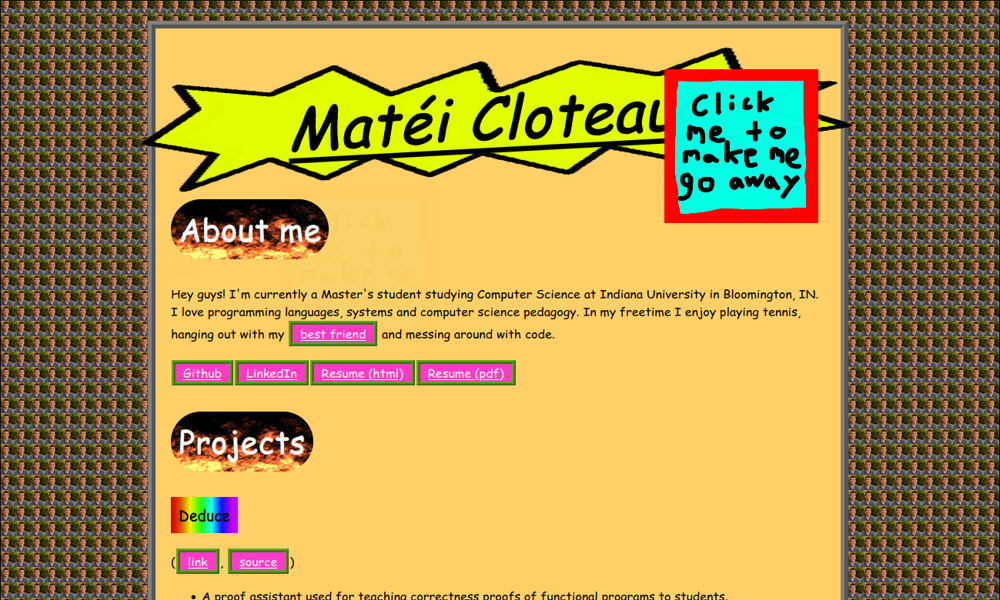 Matéi Cloteau
Click
me to
make me
go away
About me
Hey guys! I'm currently a Master's student studying Computer Science at Indiana University in Bloomington, IN.
I love programming languages, systems and computer science pedagogy. In my freetime I enjoy playing tennis,
hanging out with my best friend and messing around with code.
Github LinkedIn Resume (html) Resume (pdf)
Projects
Deduce
(link, source)
• A proof assistant used for teaching correctness proofs of functional programs to students.